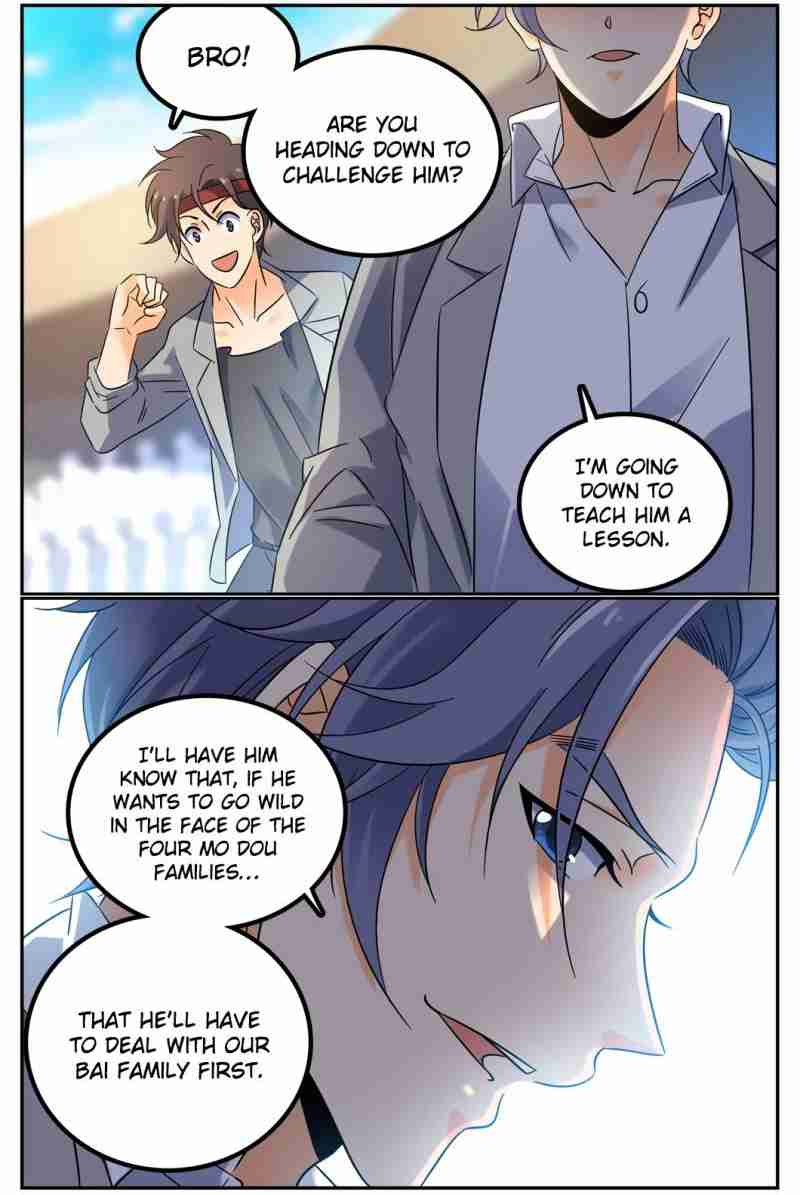 BRO!
ARE YOU
HEADING DOWN TO
CHALLENGE HIM?
I'M GOING
DOWN TO
TEACH HIM A
LESSON.
I'LL HAVE HIM
KNOW THAT, IF HE
WANTS TO GO WILD
IN THE FACE OF THE
FOUR MO DOU
FAMILIES...
THAT HE'LL HAVE
TO DEAL WITH OUR
BAI FAMILY FIRST.